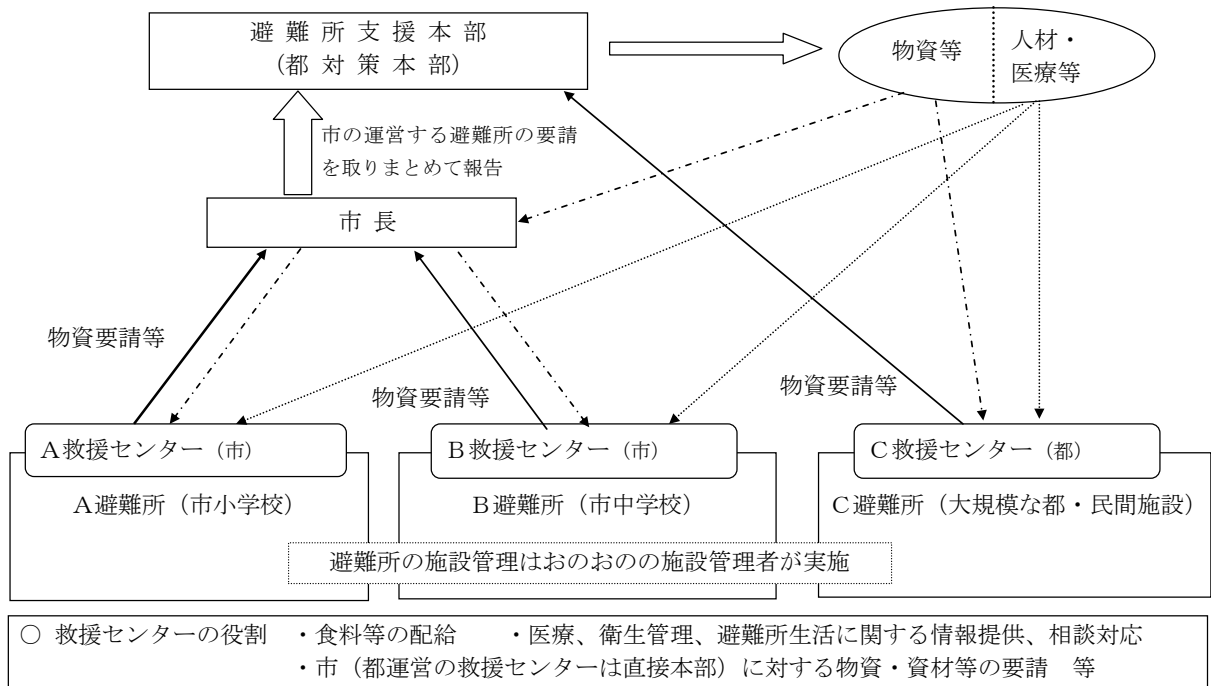 避難所支援本部
（都対策本部）
物資等
人材・
医療等
市の運営する避難所の要請
を取りまとめて報告
市長
物資要請等
物資要請等
物資要請等
A救援センター（市）
B救援センター（市）
C救援センター（都）
A避難所（市小学校）
B避難所（市中学校）
C避難所（大規模な都・民間施設）
避難所の施設管理はおのおのの施設管理者が実施
○ 救援センターの役割 ・食料等の配給 ・医療、衛生管理、避難所生活に関する情報提供、相談対応
・市（都運営の救援センターは直接本部）に対する物資・資材等の要請 等